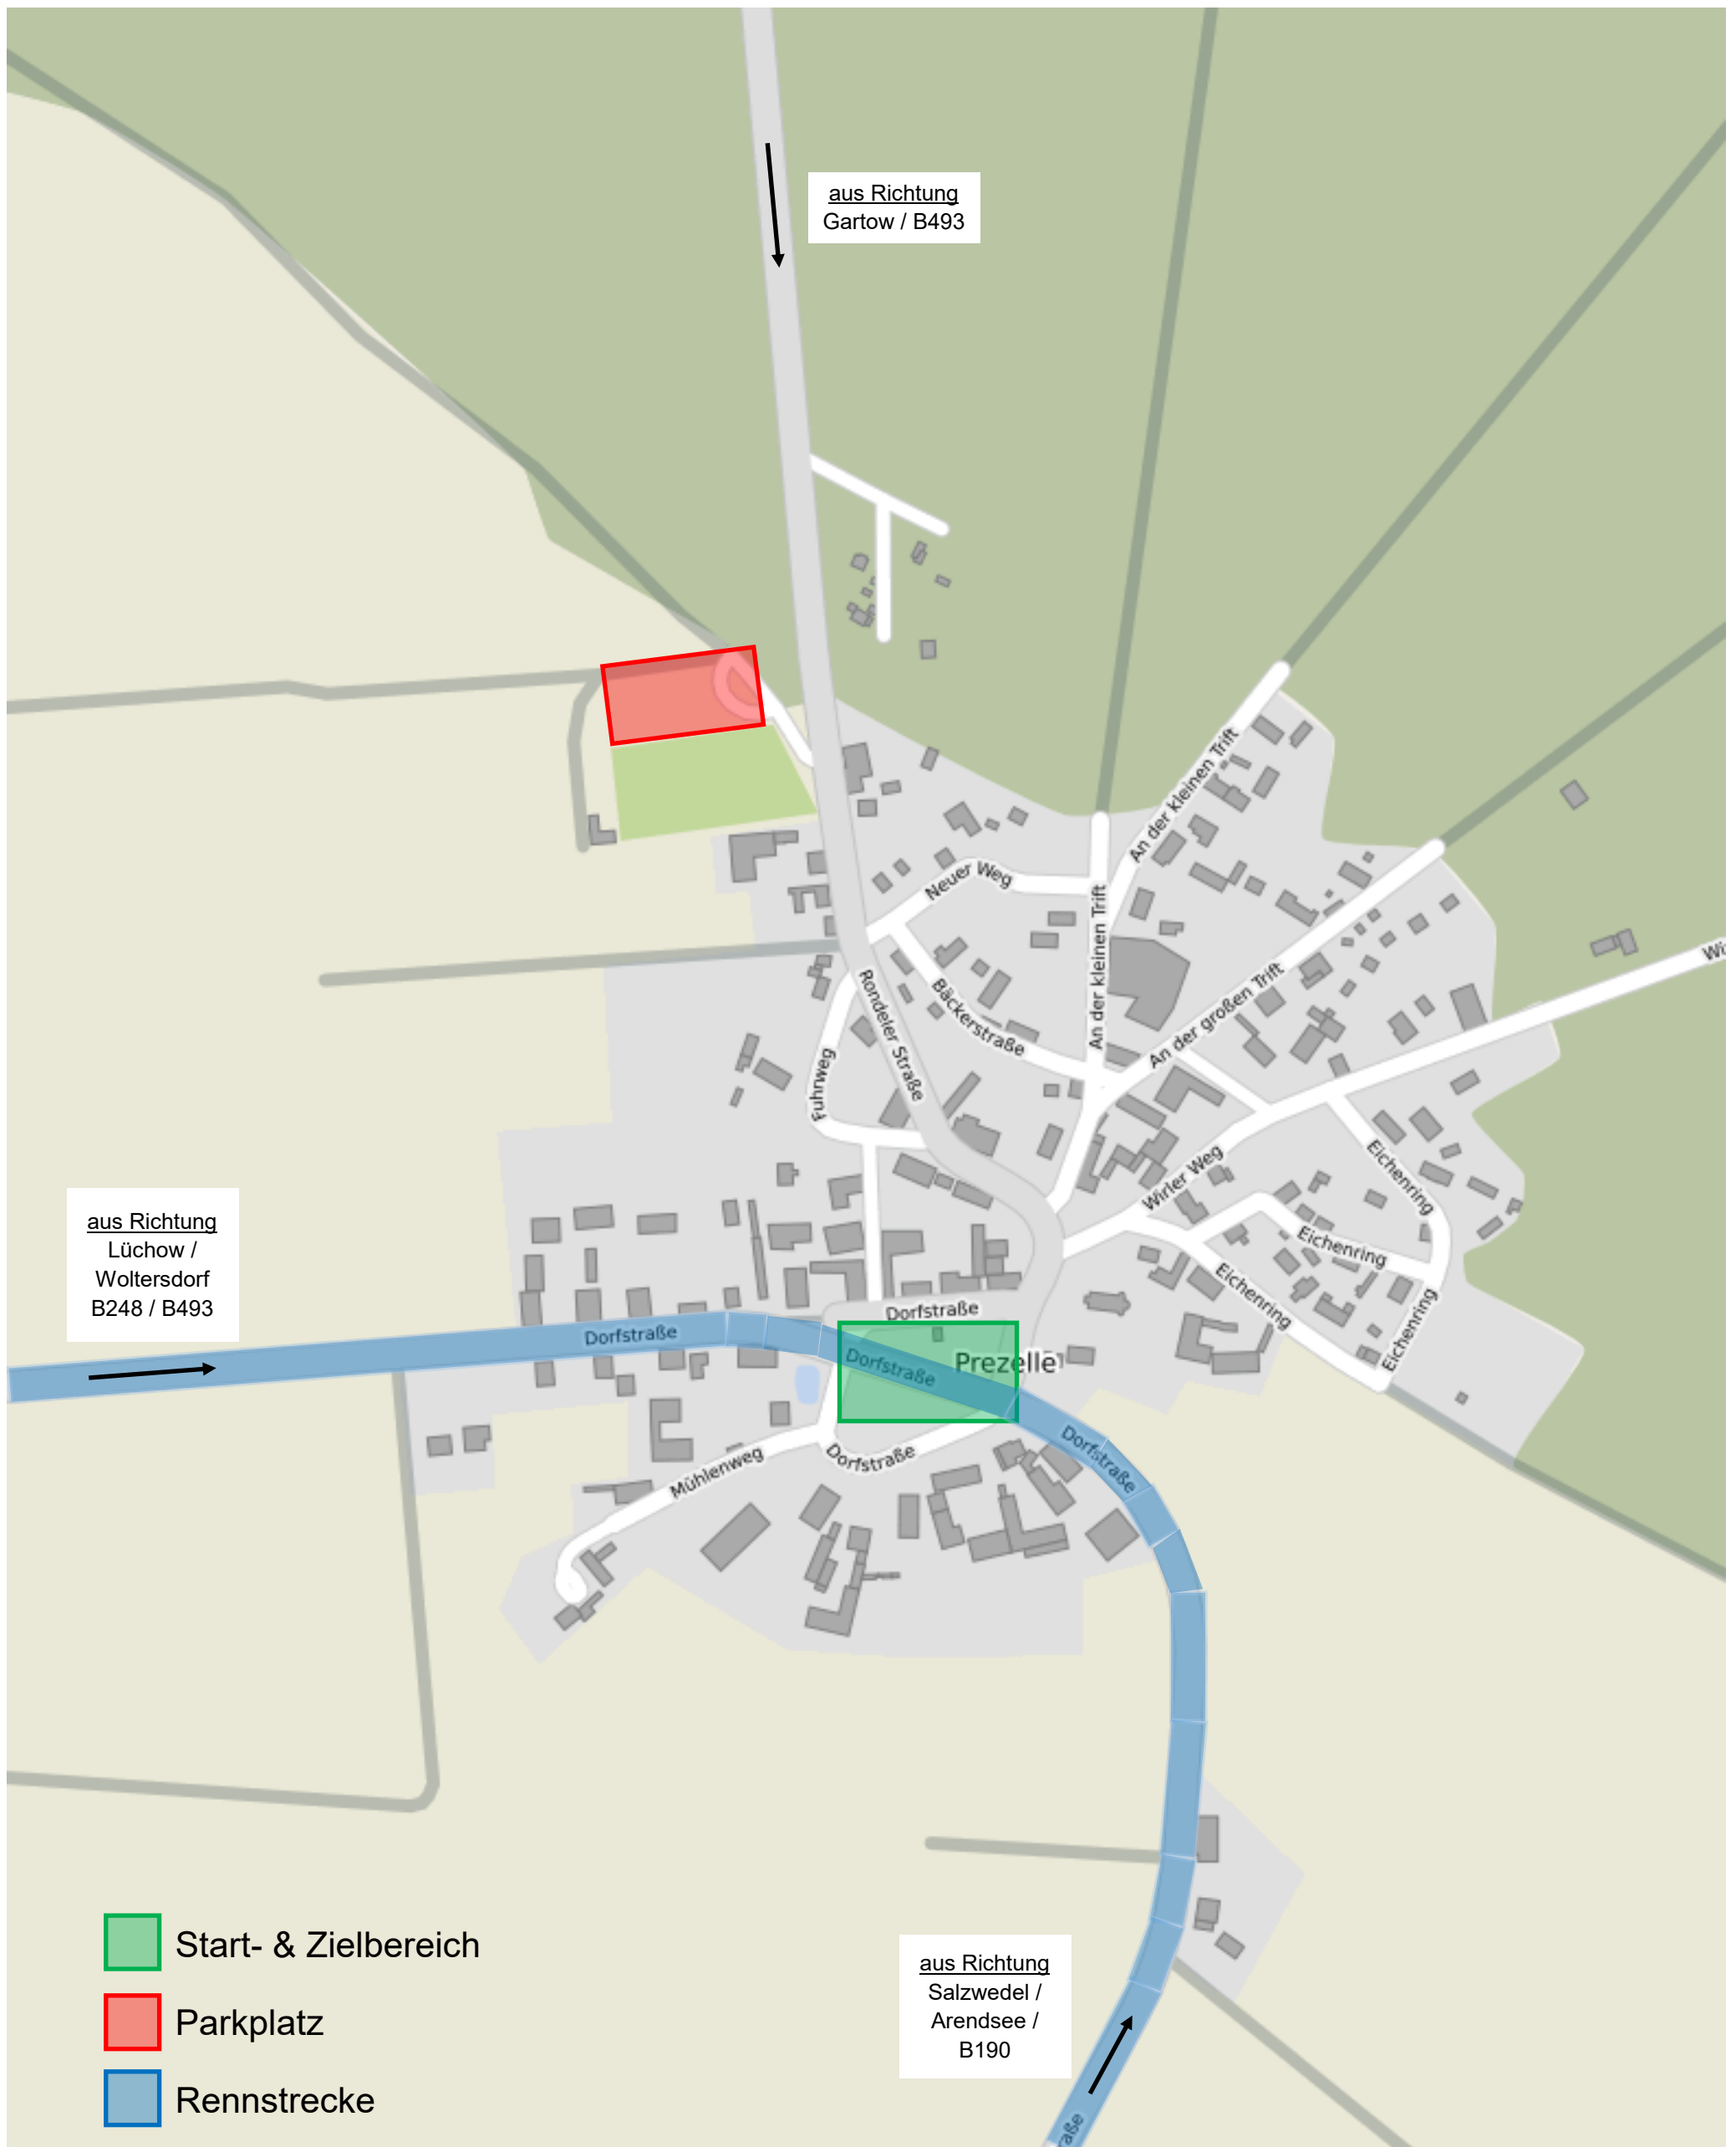 aus Richtung
Gartow / B493
An der kleinen Trift
Neuer Weg
An der kleinen Trift
Bäckerstraße
An der großen Trift
Rondeler Straße
Fuhrweg
Wirler Weg
Eichenring
Eichenring
Eichenring
Eichenring
aus Richtung
Lüchow /
Woltersdorf
B248 / B493
Dorfstraße
Dorfstraße
Dorfstraße
Prezelle
Dorfstraße
Dorfstraße
Mühlenweg
Start- & Zielbereich
Parkplatz
Rennstrecke
aus Richtung
Salzwedel /
Arendsee /
B190